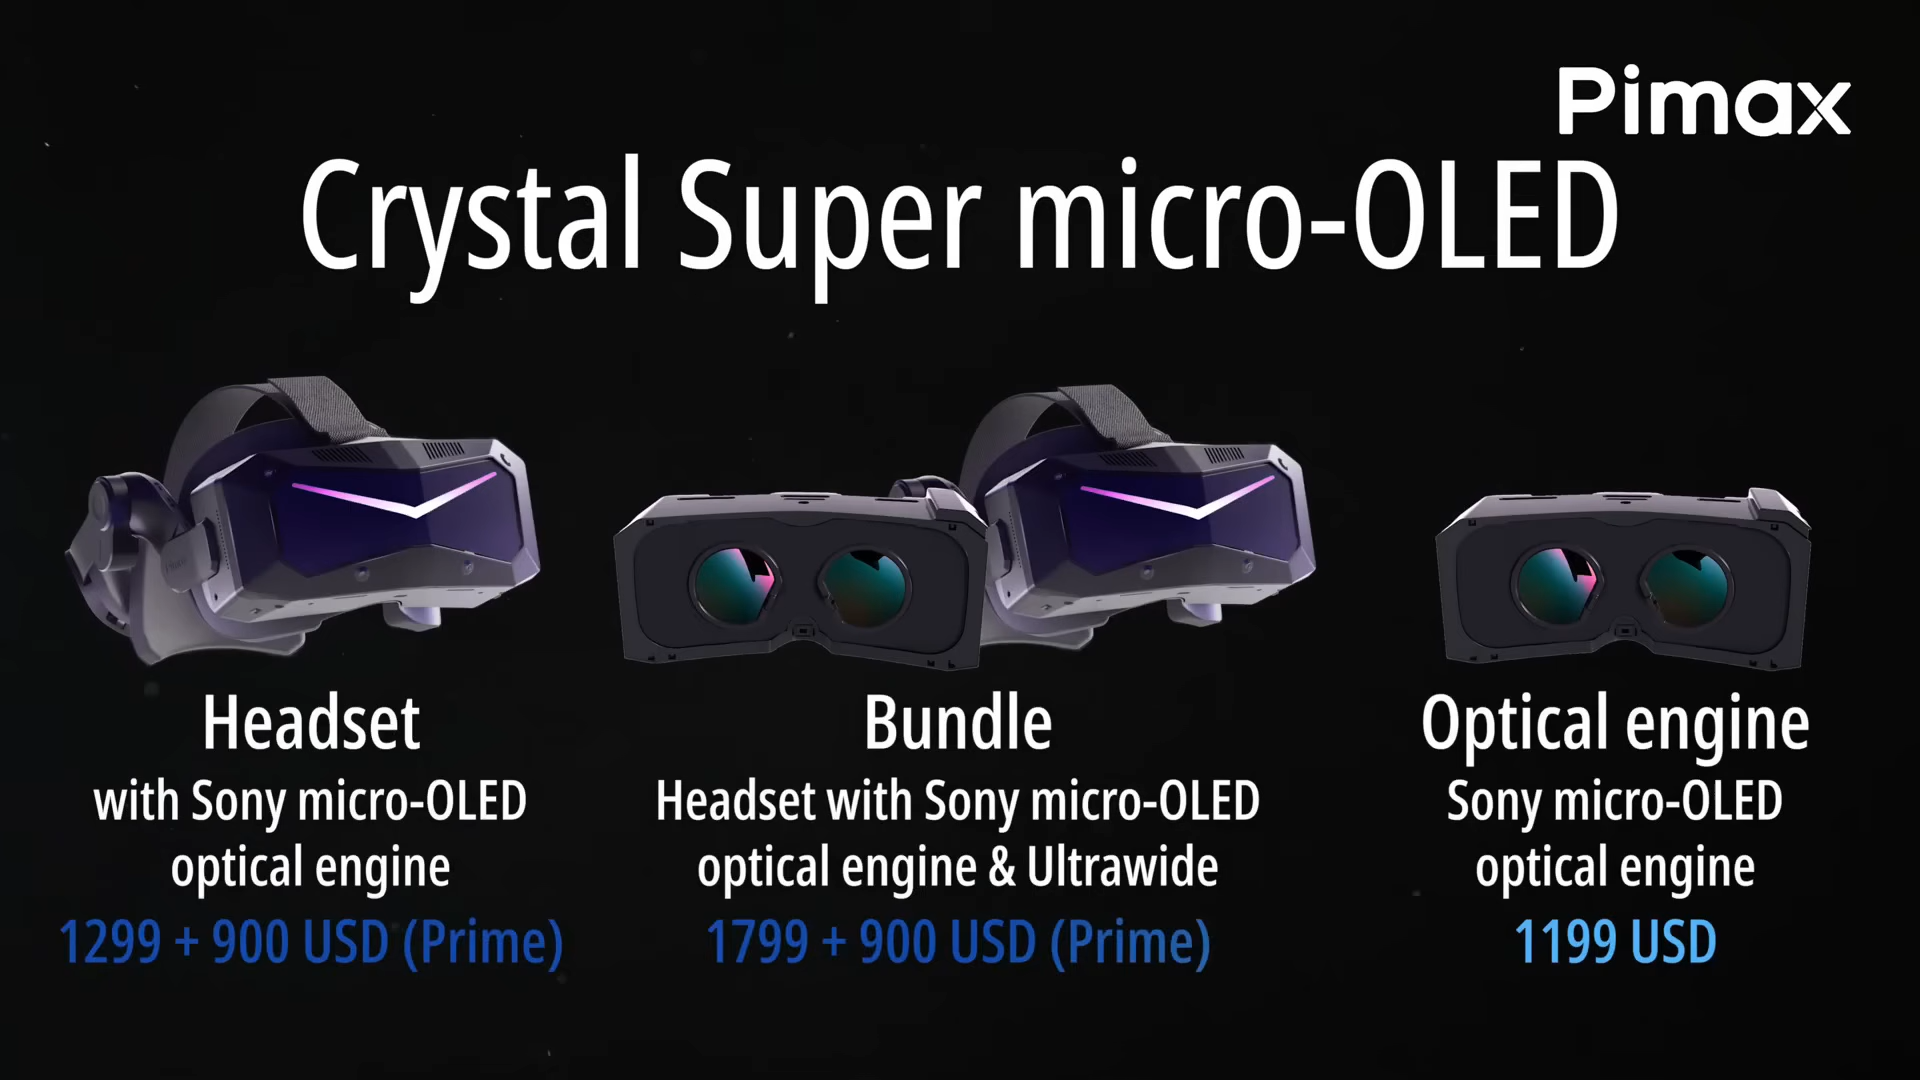 Pimax
Crystal Super micro-OLED
Headset
with Sony micro-OLED
optical engine
1299 + 900 USD (Prime)
Bundle
Headset with Sony micro-OLED
optical engine & Ultrawide
1799 + 900 USD (Prime)
Optical engine
Sony micro-OLED
optical engine
1199 USD